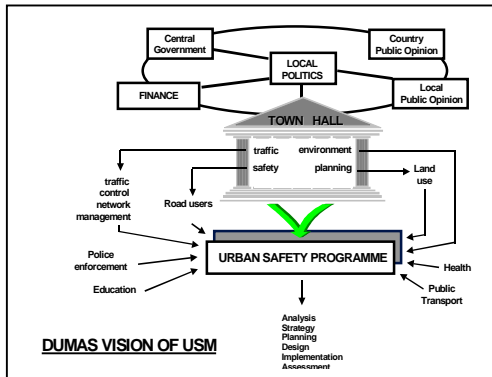 Central
Government
Country
Public Opinion
LOCAL
POLITICS
FINANCE
Local
Public Opinion
TOWN HALL
traffic
environment
safety
planning
traffic
control
network
management
Road users
Land
use
Police
enforcement
URBAN SAFETY PROGRAMME
Health
Education
Public
Transport
Analysis
Strategy
Planning
Design
Implementation
Assessment
DUMAS VISION OF USM